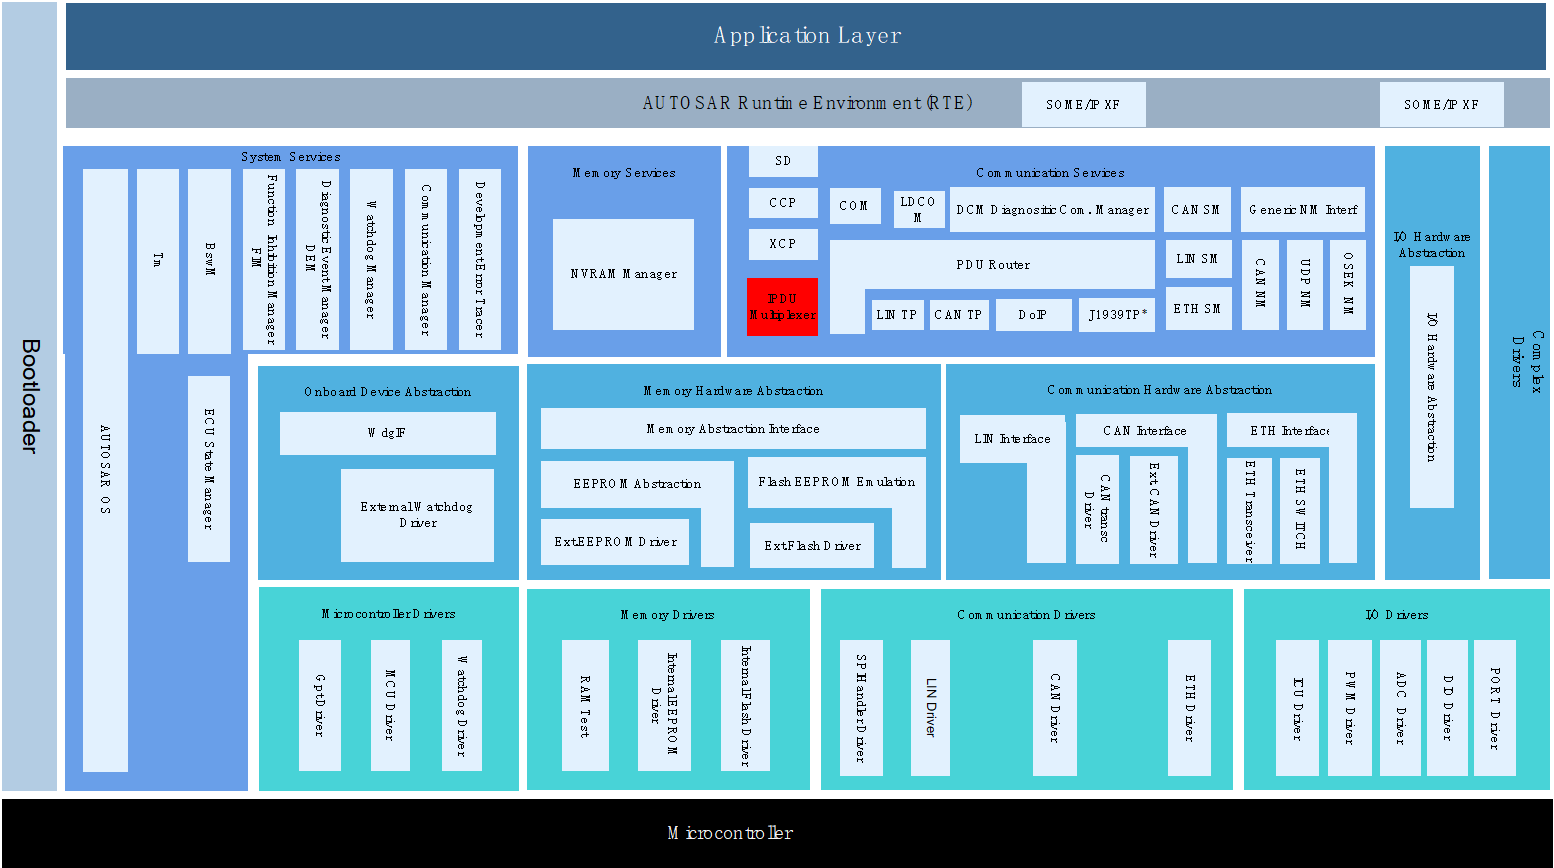 Application Layer
AUTOSAR Runtime Environment (RTE)
SOME/IPXF
SOME/IPXF
Bootloader
System Services
AUTOSAR OS
Tm
BswM
Function Inhibition Manager
FIM
Diagnostic Event Manager
DEM
Watchdog Manager
Communication Manager
Development Error Tracer
ECU State Manager
Memory Services
NVRAM Manager
Communication Services
SD
CCP
XCP
IPDU
Multiplexer
COM
LDCO
M
DCM Diagnositic Com. Manager
PDU Router
LIN TP
CAN TP
DoIP
J1939TP*
CAN SM
LIN SM
ETH SM
Generic NM Interf
CAN NM
UDP NM
OSEK NM
I/O Hardware
Abstraction
I/O Hardware Abstraction
Complex
Drivers
Onboard Device Abstraction
WdgIF
External Watchdog
Driver
Memory Hardware Abstraction
Memory Abstraction Interface
EEPROM Abstraction
Ext EEPROM Driver
Flash EEPROM Emulation
Ext Flash Driver
Communication Hardware Abstraction
LIN Interface
CAN Interface
CAN transc
Driver
Ext CAN Driver
ETH Interface
ETH Transceiver
ETH SWITCH
Microcontroller Drivers
Gpt Driver
MCU Driver
Watchdog Driver
Memory Drivers
RAM Test
Internal EEPROM
Driver
Internal Flash Driver
Communication Drivers
SPI Handler Driver
LIN Driver
CAN Driver
ETH Driver
I/O Drivers
ICU Driver
PWM Driver
ADC Driver
DIO Driver
PORT Driver
Microcontroller